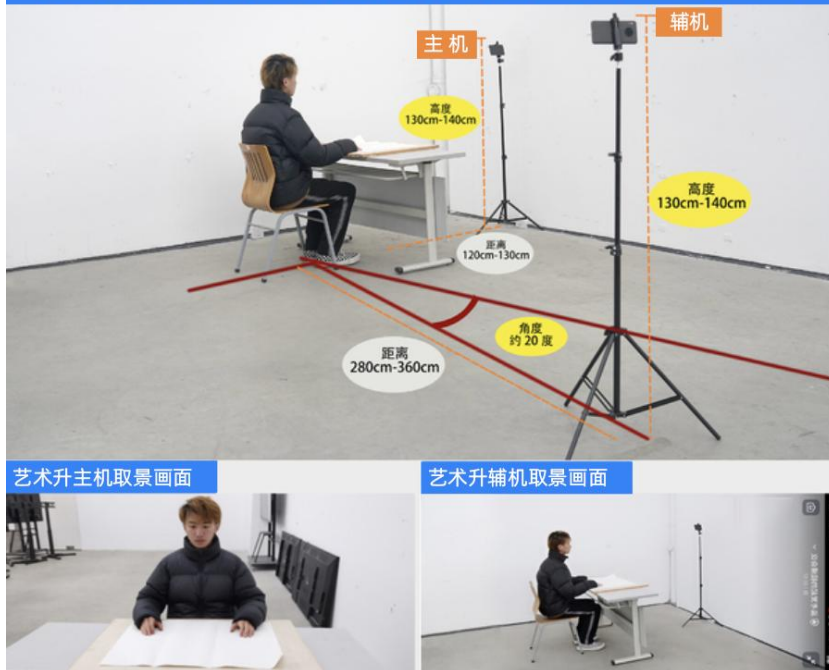 主机
辅机
高度
130cm-140cm
高度
130cm-140cm
距离
120cm-130cm
角度
约 20 度
距离
280cm-360cm
艺术升主机取景画面
艺术升辅机取景画面